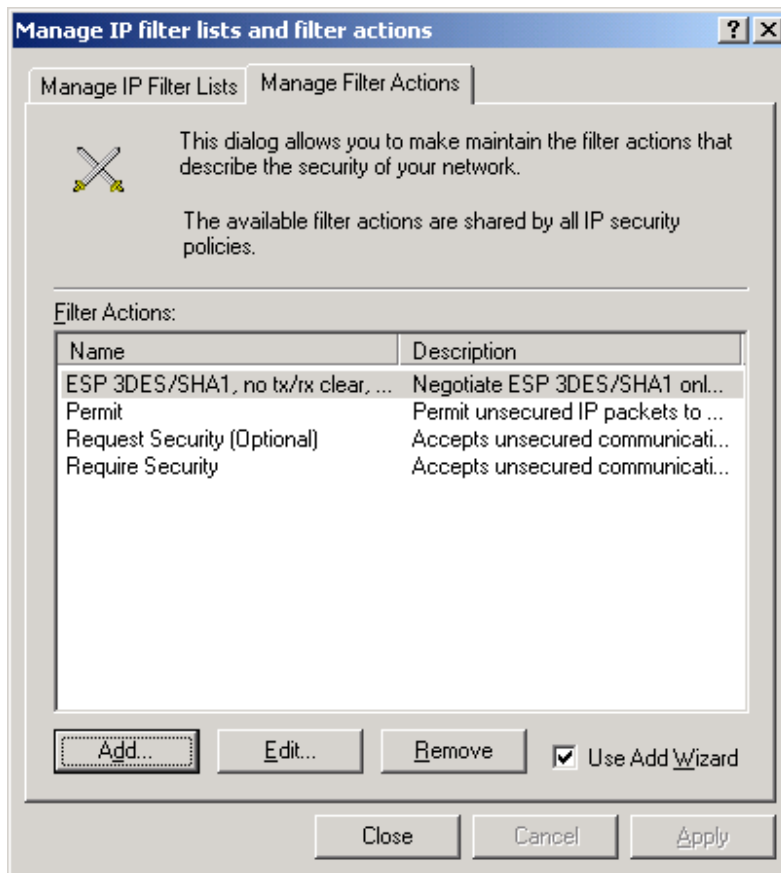 Manage IP filter lists and filter actions
Manage IP Filter Lists
Manage Filter Actions
This dialog allows you to make maintain the filter actions that
describe the security of your network.
The available filter actions are shared by all IP security
policies.
Filter Actions:
Name Description
ESP 3DES/SHA1, no tx/rx clear, ... Negotiate ESP 3DES/SHA1 onl...
Permit Permit unsecured IP packets to ...
Request Security (Optional) Accepts unsecured communicati...
Require Security Accepts unsecured communicati...
Add... Edit... Remove Use Add Wizard
Close Cancel Apply